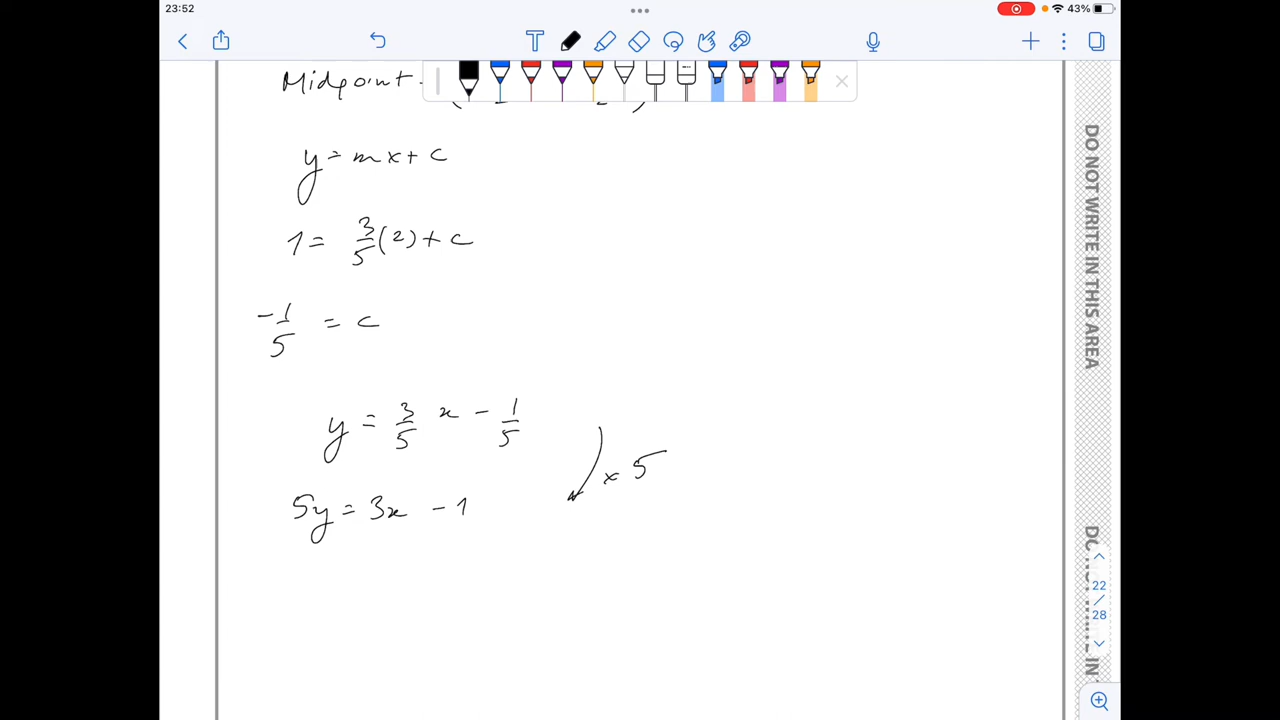 23:52
43%
Midpoint
y = mx + c
1 = 3/5 (2) + c
-1/5 = c
y = 3/5 x - 1/5
x 5
5y = 3x - 1
DO NOT WRITE IN THIS AREA
22
/
28